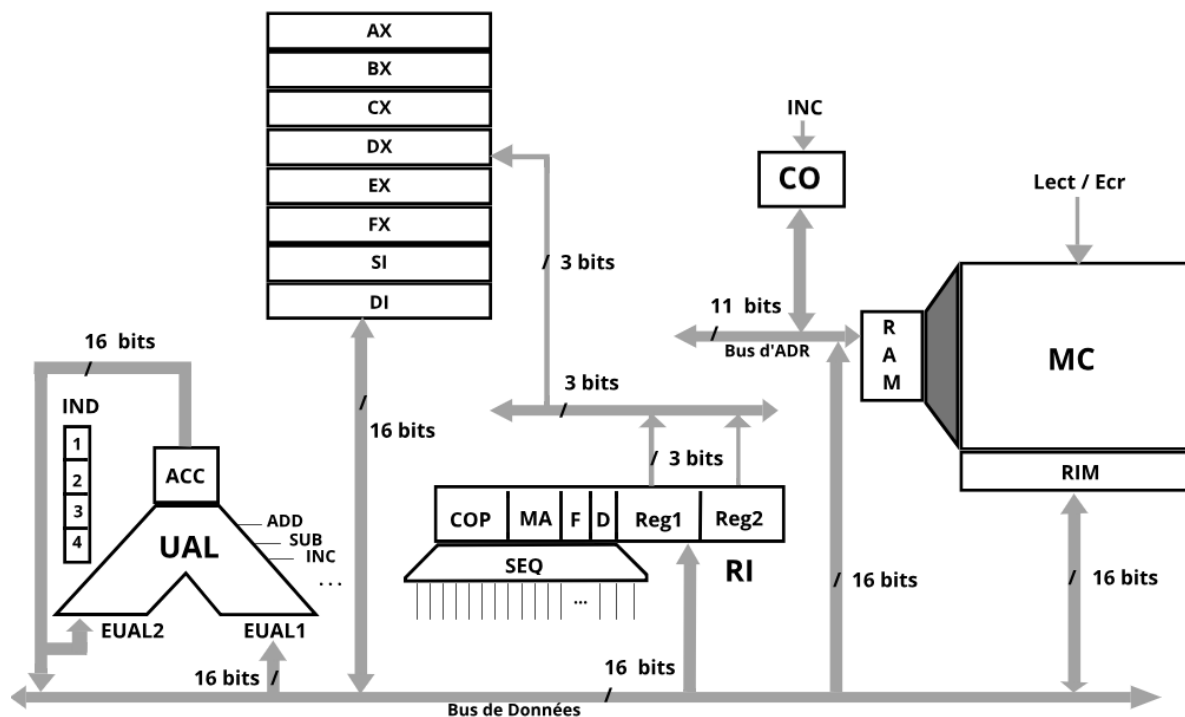 AX
BX
CX
DX
EX
FX
SI
DI
INC
CO
Lect / Ecr
/ 3 bits
11 bits
/
Bus d'ADR
R
A
M
MC
RIM
16 bits
/
3 bits
/
/
16 bits
IND
1
2
3
4
ACC
UAL
ADD
SUB
INC
...
EUAL2
EUAL1
/ 3 bits
COP
MA
F
D
Reg1
Reg2
SEQ
...
RI
/ 16 bits
/ 16 bits
16 bits /
16 bits
/
Bus de Données